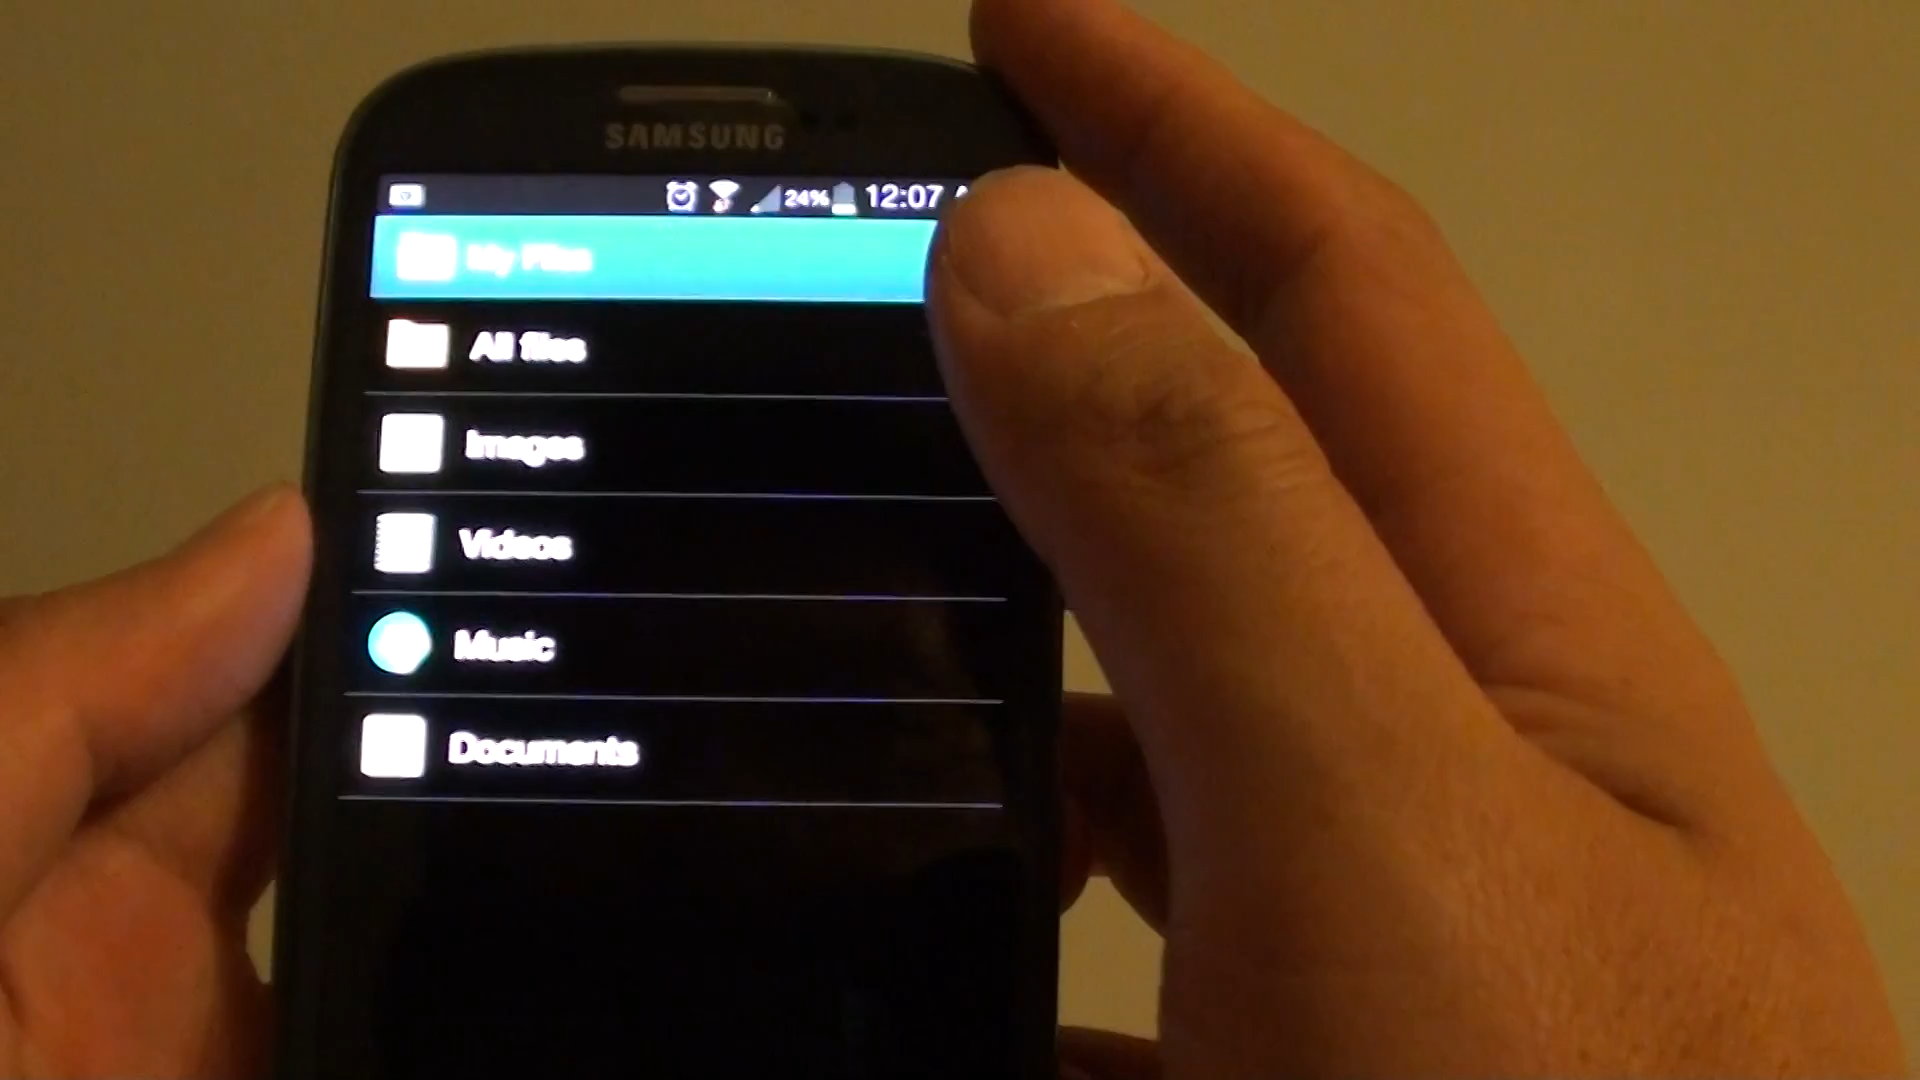 SAMSUNG
24% 12:07
My Files
All files
Images
Videos
Music
Documents